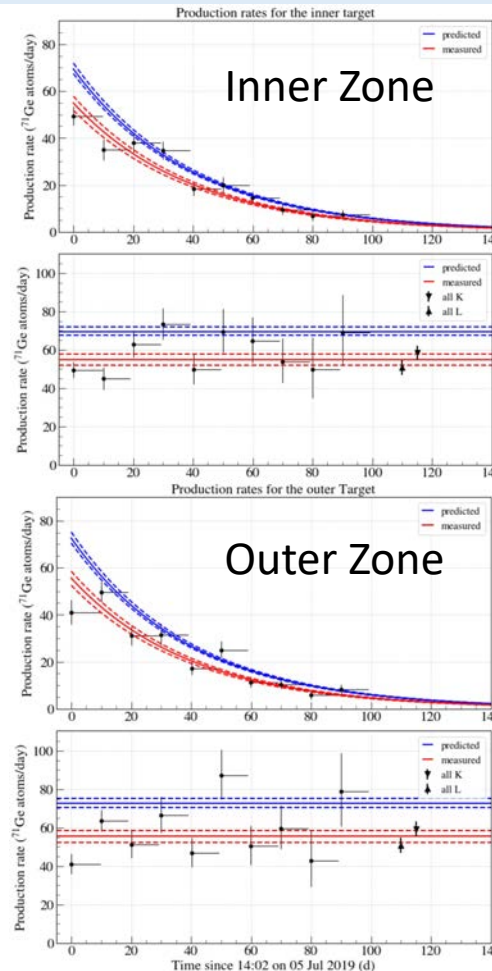 Production rates for the inner target
Production rate (⁷¹Ge atoms/day)
80
60
40
20
0
predicted
measured
Inner Zone
0 20 40 60 80 100 120 14
Production rate (⁷¹Ge atoms/day)
100
80
60
40
20
0
predicted
measured
all K
all L
0 20 40 60 80 100 120 14
Production rates for the outer Target
Production rate (⁷¹Ge atoms/day)
80
60
40
20
0
predicted
measured
Outer Zone
0 20 40 60 80 100 120 14
Production rate (⁷¹Ge atoms/day)
100
80
60
40
20
0
predicted
measured
all K
all L
0 20 40 60 80 100 120 14
Time since 14:02 on 05 Jul 2019 (d)